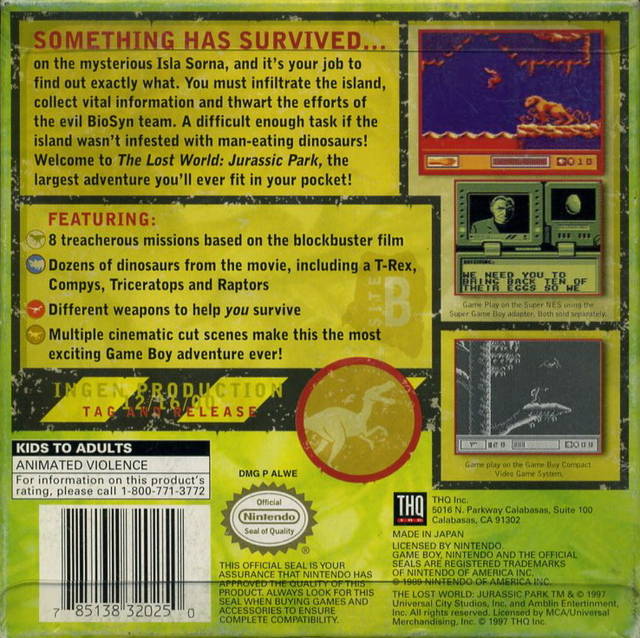 SOMETHING HAS SURVIVED...
on the mysterious Isla Sorna, and it's your job to
find out exactly what. You must infiltrate the island,
collect vital information and thwart the efforts of
the evil BioSyn team. A difficult enough task if the
island wasn't infested with man-eating dinosaurs!
Welcome to The Lost World: Jurassic Park, the
largest adventure you'll ever fit in your pocket!
FEATURING:
8 treacherous missions based on the blockbuster film
Dozens of dinosaurs from the movie, including a T-Rex,
Compys, Triceratops and Raptors
Different weapons to help you survive
Multiple cinematic cut scenes make this the most
exciting Game Boy adventure ever!
SITE
B
INGEN PRODUCTION
12/16/90
TAG AND RELEASE
WE NEED YOU TO
BRING BACK TEN OF
THEIR EGGS SO WE
Game Play on the Super NES using the
Super Game Boy adapter. Both sold separately.
Game play on the Game Boy Compact
Video Game System.
KIDS TO ADULTS
ANIMATED VIOLENCE
For information on this product's
rating, please call 1-800-771-3772
7 85138 32025 0
DMG P ALWE
Official
Nintendo
Seal of Quality
®
THIS OFFICIAL SEAL IS YOUR
ASSURANCE THAT NINTENDO HAS
APPROVED THE QUALITY OF THIS
PRODUCT. ALWAYS LOOK FOR THIS
SEAL WHEN BUYING GAMES AND
ACCESSORIES TO ENSURE
COMPLETE COMPATIBILITY.
THQ
THQ Inc.
5016 N. Parkway Calabasas, Suite 100
Calabasas, CA 91302
MADE IN JAPAN
LICENSED BY NINTENDO.
GAME BOY, NINTENDO AND THE OFFICIAL
SEALS ARE REGISTERED TRADEMARKS
OF NINTENDO OF AMERICA INC.
© 1989 NINTENDO OF AMERICA INC.
THE LOST WORLD: JURASSIC PARK TM & © 1997
Universal City Studios, Inc. and Amblin Entertainment,
Inc. All rights reserved. Licensed by MCA/Universal
Merchandising, Inc. © 1997 THQ Inc.